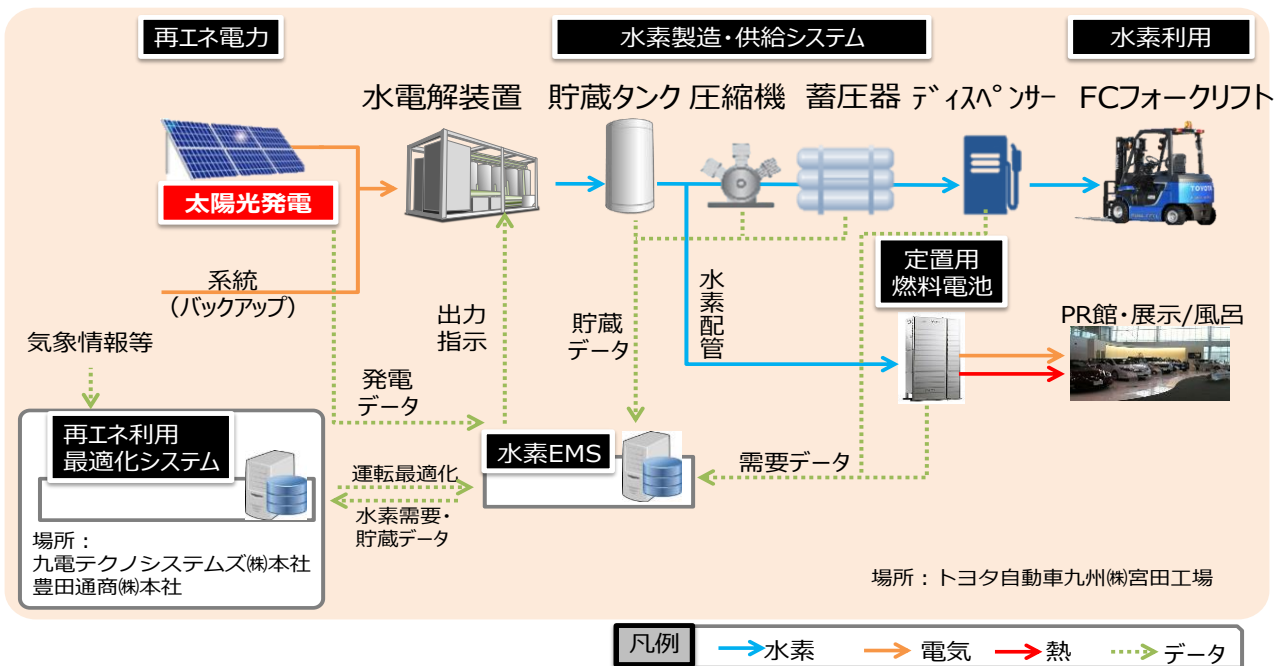 再エネ電力
水素製造・供給システム
水素利用
水電解装置
貯蔵タンク
圧縮機
蓄圧器
ディスペンサー
FCフォークリフト
太陽光発電
TOYOTA
系統
(バックアップ)
定置用
燃料電池
水素配管
出力
指示
貯蔵
データ
PR館・展示/風呂
気象情報等
発電
データ
再エネ利用
最適化システム
水素EMS
需要データ
運転最適化
水素需要・
貯蔵データ
場所：
九電テクノシステムズ㈱本社
豊田通商㈱本社
場所：トヨタ自動車九州㈱宮田工場
凡例
水素
電気
熱
データ